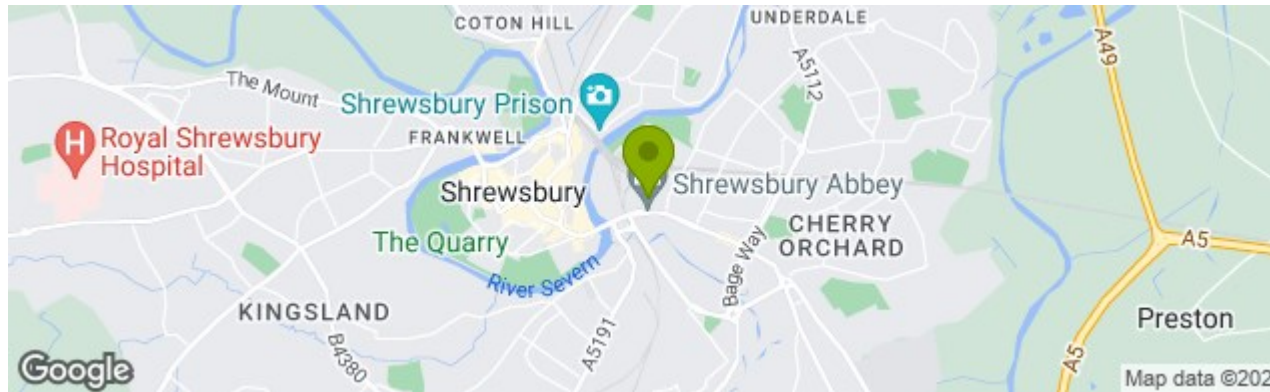 COTON HILL
UNDERDALE
A49
A5112
The Mount
Shrewsbury Prison
FRANKWELL
H
Royal Shrewsbury
Hospital
Shrewsbury
Shrewsbury Abbey
CHERRY
ORCHARD
The Quarry
A5
Bage Way
River Severn
KINGSLAND
Preston
B4380
A5191
A5
Google
Map data ©202